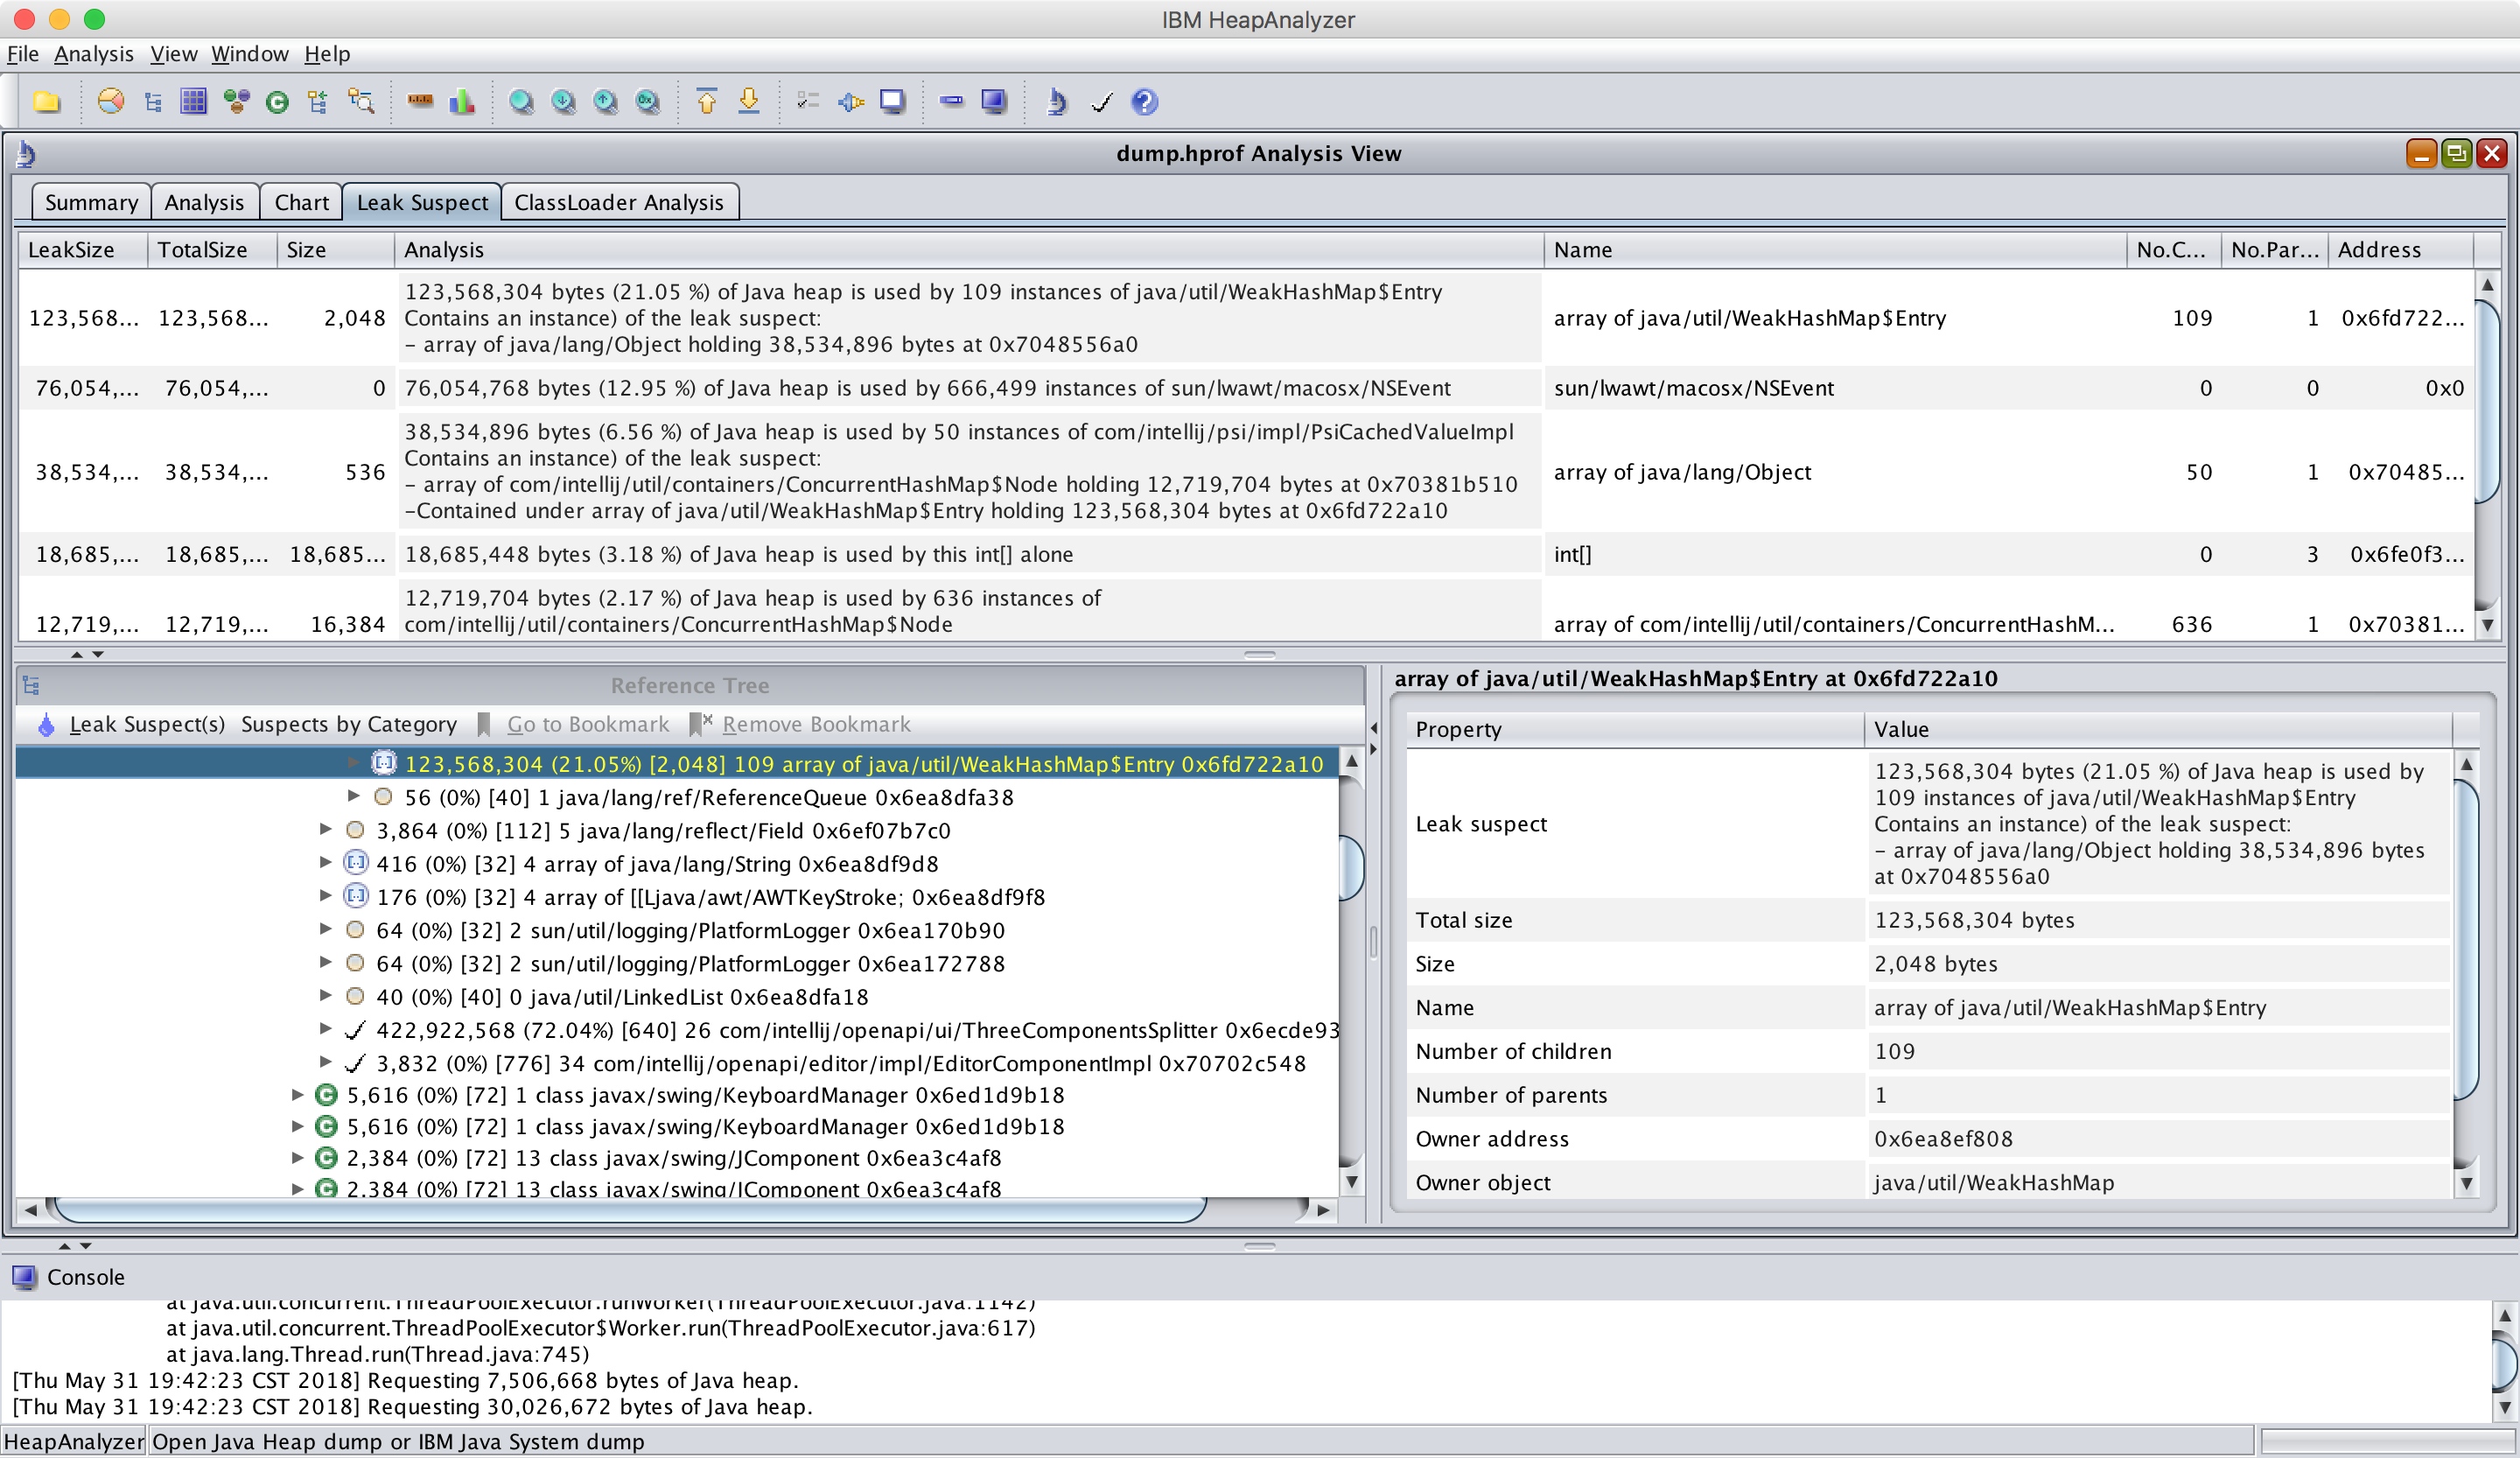 IBM HeapAnalyzer
File Analysis View Window Help
dump.hprof Analysis View
Summary Analysis Chart Leak Suspect ClassLoader Analysis
LeakSize TotalSize Size Analysis Name No.C... No.Par... Address
123,568,304 bytes (21.05 %) of Java heap is used by 109 instances of java/util/WeakHashMap$Entry
123,568... 123,568... 2,048 Contains an instance) of the leak suspect: array of java/util/WeakHashMap$Entry 109 1 0x6fd722...
- array of java/lang/Object holding 38,534,896 bytes at 0x7048556a0
76,054,... 76,054,... 0 76,054,768 bytes (12.95 %) of Java heap is used by 666,499 instances of sun/lwawt/macosx/NSEvent sun/lwawt/macosx/NSEvent 0 0 0x0
38,534,896 bytes (6.56 %) of Java heap is used by 50 instances of com/intellij/psi/impl/PsiCachedValueImpl
Contains an instance) of the leak suspect:
38,534,... 38,534,... 536 - array of com/intellij/util/containers/ConcurrentHashMap$Node holding 12,719,704 bytes at 0x70381b510 array of java/lang/Object 50 1 0x70485...
-Contained under array of java/util/WeakHashMap$Entry holding 123,568,304 bytes at 0x6fd722a10
18,685,... 18,685,... 18,685... 18,685,448 bytes (3.18 %) of Java heap is used by this int[] alone int[] 0 3 0x6fe0f3...
12,719,704 bytes (2.17 %) of Java heap is used by 636 instances of
12,719,... 12,719,... 16,384 com/intellij/util/containers/ConcurrentHashMap$Node array of com/intellij/util/containers/ConcurrentHashM... 636 1 0x70381...
Reference Tree
Leak Suspect(s) Suspects by Category Go to Bookmark Remove Bookmark
123,568,304 (21.05%) [2,048] 109 array of java/util/WeakHashMap$Entry 0x6fd722a10
56 (0%) [40] 1 java/lang/ref/ReferenceQueue 0x6ea8dfa38
3,864 (0%) [112] 5 java/lang/reflect/Field 0x6ef07b7c0
416 (0%) [32] 4 array of java/lang/String 0x6ea8df9d8
176 (0%) [32] 4 array of [[Ljava/awt/AWTKeyStroke; 0x6ea8df9f8
64 (0%) [32] 2 sun/util/logging/PlatformLogger 0x6ea170b90
64 (0%) [32] 2 sun/util/logging/PlatformLogger 0x6ea172788
40 (0%) [40] 0 java/util/LinkedList 0x6ea8dfa18
422,922,568 (72.04%) [640] 26 com/intellij/openapi/ui/ThreeComponentsSplitter 0x6ecde93
3,832 (0%) [776] 34 com/intellij/openapi/editor/impl/EditorComponentImpl 0x70702c548
C 5,616 (0%) [72] 1 class javax/swing/KeyboardManager 0x6ed1d9b18
C 5,616 (0%) [72] 1 class javax/swing/KeyboardManager 0x6ed1d9b18
C 2,384 (0%) [72] 13 class javax/swing/JComponent 0x6ea3c4af8
C 2,384 (0%) [72] 13 class javax/swing/JComponent 0x6ea3c4af8
array of java/util/WeakHashMap$Entry at 0x6fd722a10
Property Value
123,568,304 bytes (21.05 %) of Java heap is used by
109 instances of java/util/WeakHashMap$Entry
Leak suspect Contains an instance) of the leak suspect:
- array of java/lang/Object holding 38,534,896 bytes
at 0x7048556a0
Total size 123,568,304 bytes
Size 2,048 bytes
Name array of java/util/WeakHashMap$Entry
Number of children 109
Number of parents 1
Owner address 0x6ea8ef808
Owner object java/util/WeakHashMap
Console
at java.util.concurrent.ThreadPoolExecutor.runWorker(ThreadPoolExecutor.java:1142)
at java.util.concurrent.ThreadPoolExecutor$Worker.run(ThreadPoolExecutor.java:617)
at java.lang.Thread.run(Thread.java:745)
[Thu May 31 19:42:23 CST 2018] Requesting 7,506,668 bytes of Java heap.
[Thu May 31 19:42:23 CST 2018] Requesting 30,026,672 bytes of Java heap.
HeapAnalyzer Open Java Heap dump or IBM Java System dump